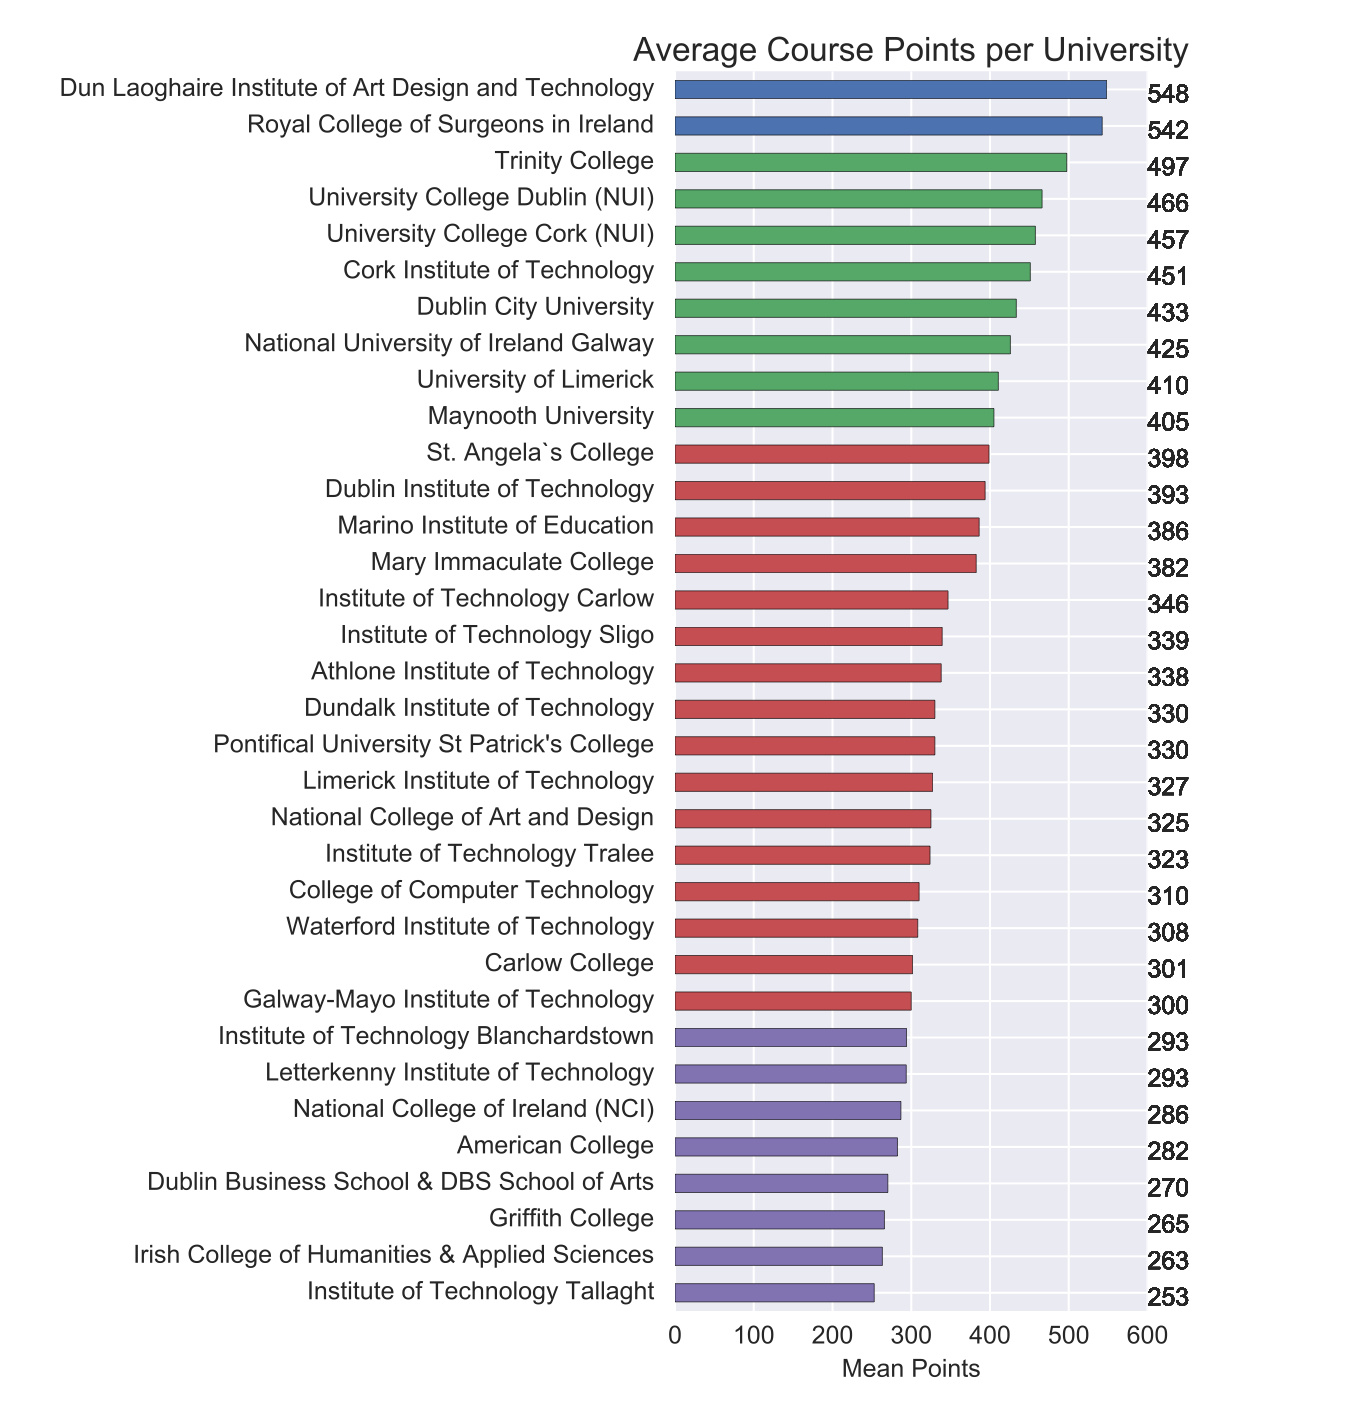 Average Course Points per University
Dun Laoghaire Institute of Art Design and Technology 548
Royal College of Surgeons in Ireland 542
Trinity College 497
University College Dublin (NUI) 466
University College Cork (NUI) 457
Cork Institute of Technology 451
Dublin City University 433
National University of Ireland Galway 425
University of Limerick 410
Maynooth University 405
St. Angela`s College 398
Dublin Institute of Technology 393
Marino Institute of Education 386
Mary Immaculate College 382
Institute of Technology Carlow 346
Institute of Technology Sligo 339
Athlone Institute of Technology 338
Dundalk Institute of Technology 330
Pontifical University St Patrick's College 330
Limerick Institute of Technology 327
National College of Art and Design 325
Institute of Technology Tralee 323
College of Computer Technology 310
Waterford Institute of Technology 308
Carlow College 301
Galway-Mayo Institute of Technology 300
Institute of Technology Blanchardstown 293
Letterkenny Institute of Technology 293
National College of Ireland (NCI) 286
American College 282
Dublin Business School & DBS School of Arts 270
Griffith College 265
Irish College of Humanities & Applied Sciences 263
Institute of Technology Tallaght 253
0 100 200 300 400 500 600
Mean Points